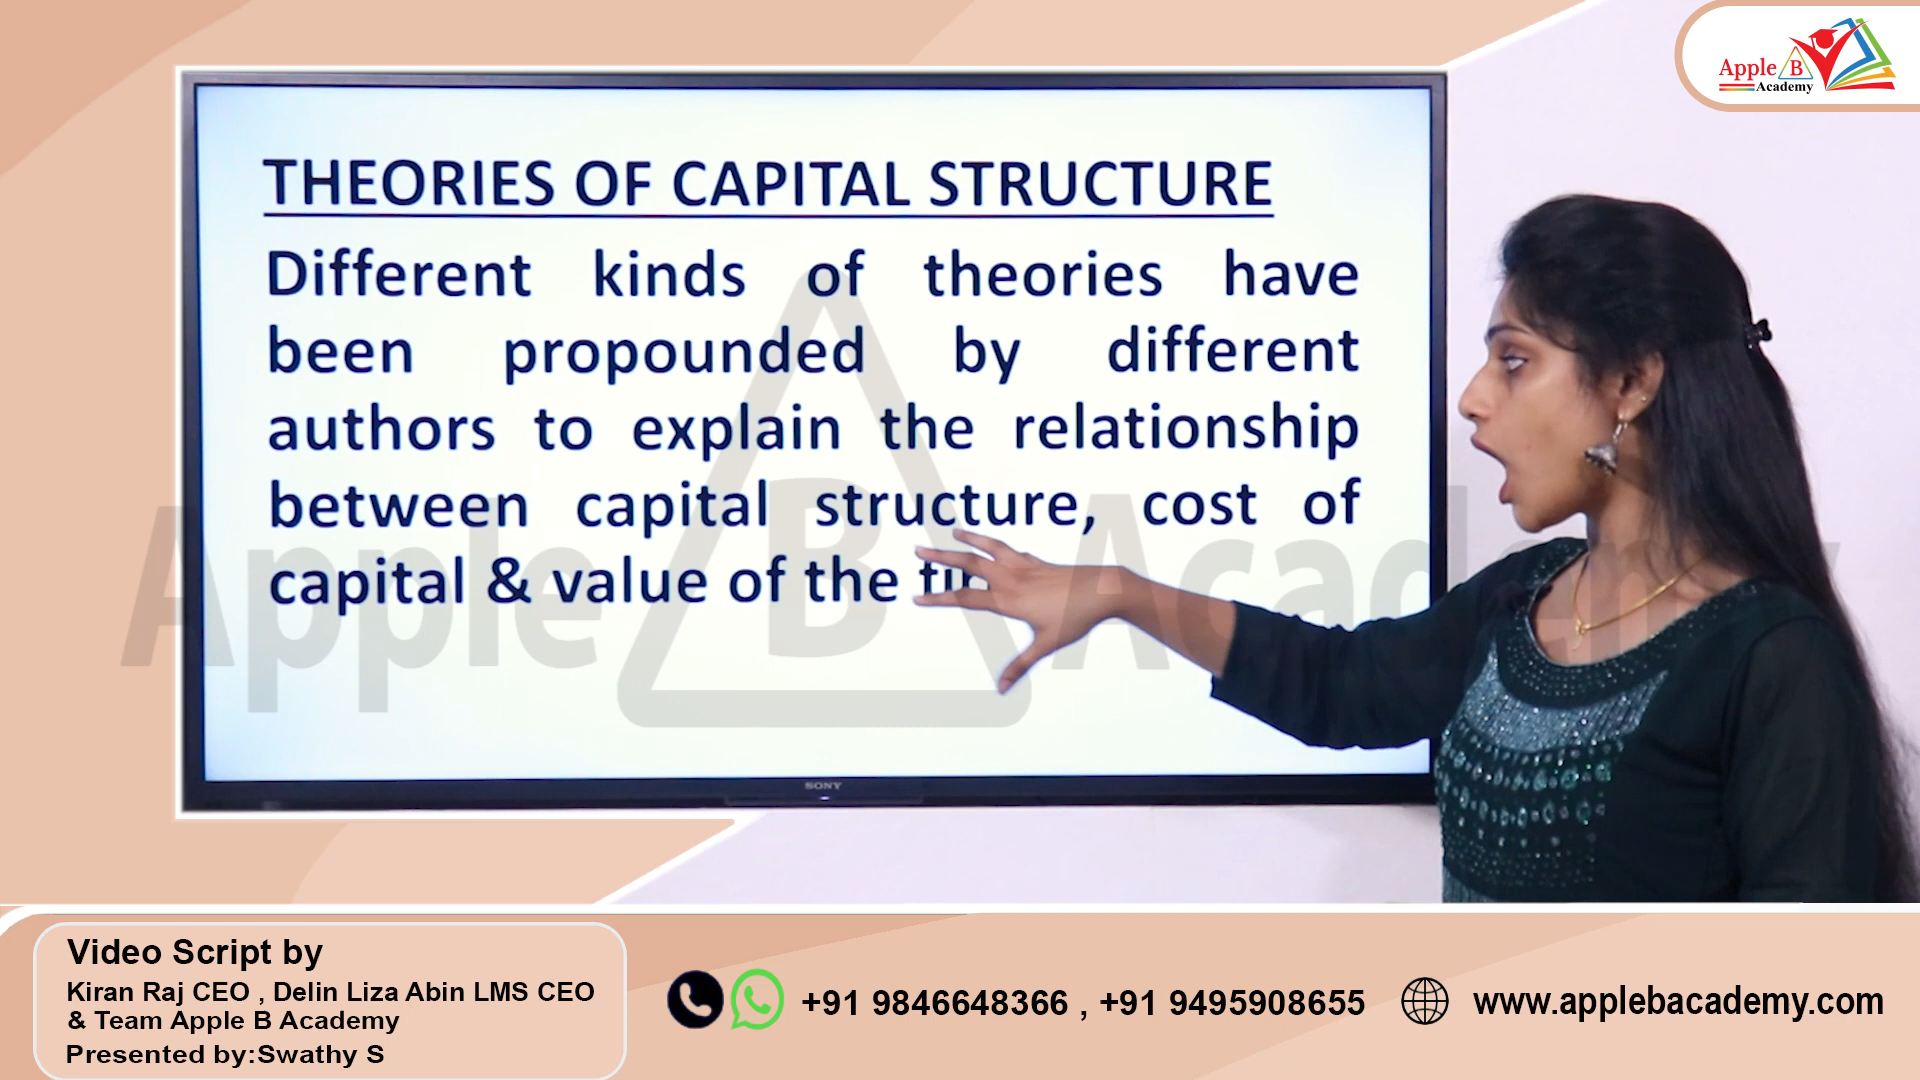 Apple B
Academy
THEORIES OF CAPITAL STRUCTURE
Different kinds of theories have
been propounded by different
authors to explain the relationship
between capital structure, cost of
capital & value of the
Apple B Academy
SONY
Video Script by
Kiran Raj CEO , Delin Liza Abin LMS CEO
& Team Apple B Academy
Presented by:Swathy S
+91 9846648366 , +91 9495908655
www.applebacademy.com